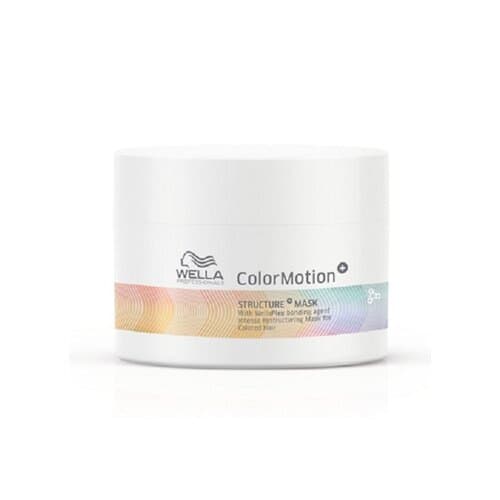 WELLA
PROFESSIONALS
ColorMotion+
STRUCTURE+ MASK
With WellaPlex bonding agent
Intense restructuring Mask for
Colored Hair